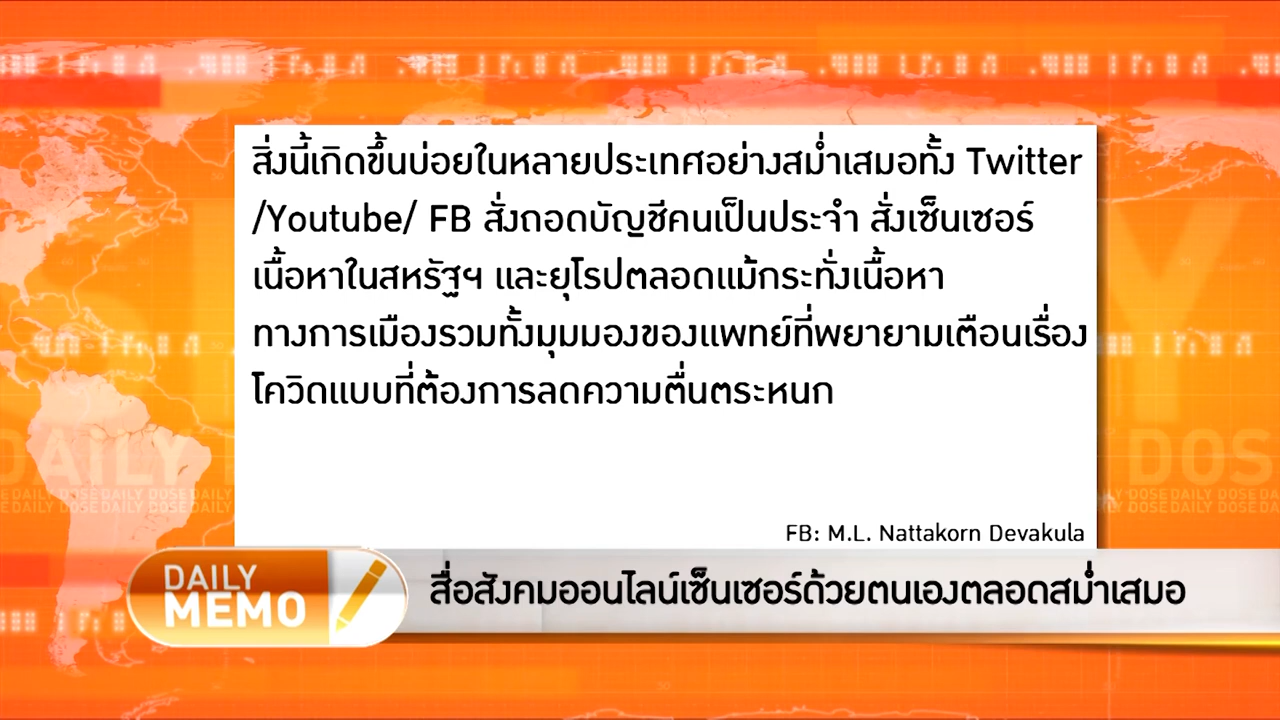 สิ่งนี้เกิดขึ้นบ่อยในหลายประเทศอย่างสม่ำเสมอทั้ง Twitter
/Youtube/ FB สั่งถอดบัญชีคนเป็นประจำ สั่งเซ็นเซอร์
เนื้อหาในสหรัฐฯ และยุโรปตลอดแม้กระทั่งเนื้อหา
ทางการเมืองรวมทั้งมุมมองของแพทย์ที่พยายามเตือนเรื่อง
โควิดแบบที่ต้องการลดความตื่นตระหนก
FB: M.L. Nattakorn Devakula
DAILY
MEMO
สื่อสังคมออนไลน์เซ็นเซอร์ด้วยตนเองตลอดสม่ำเสมอ